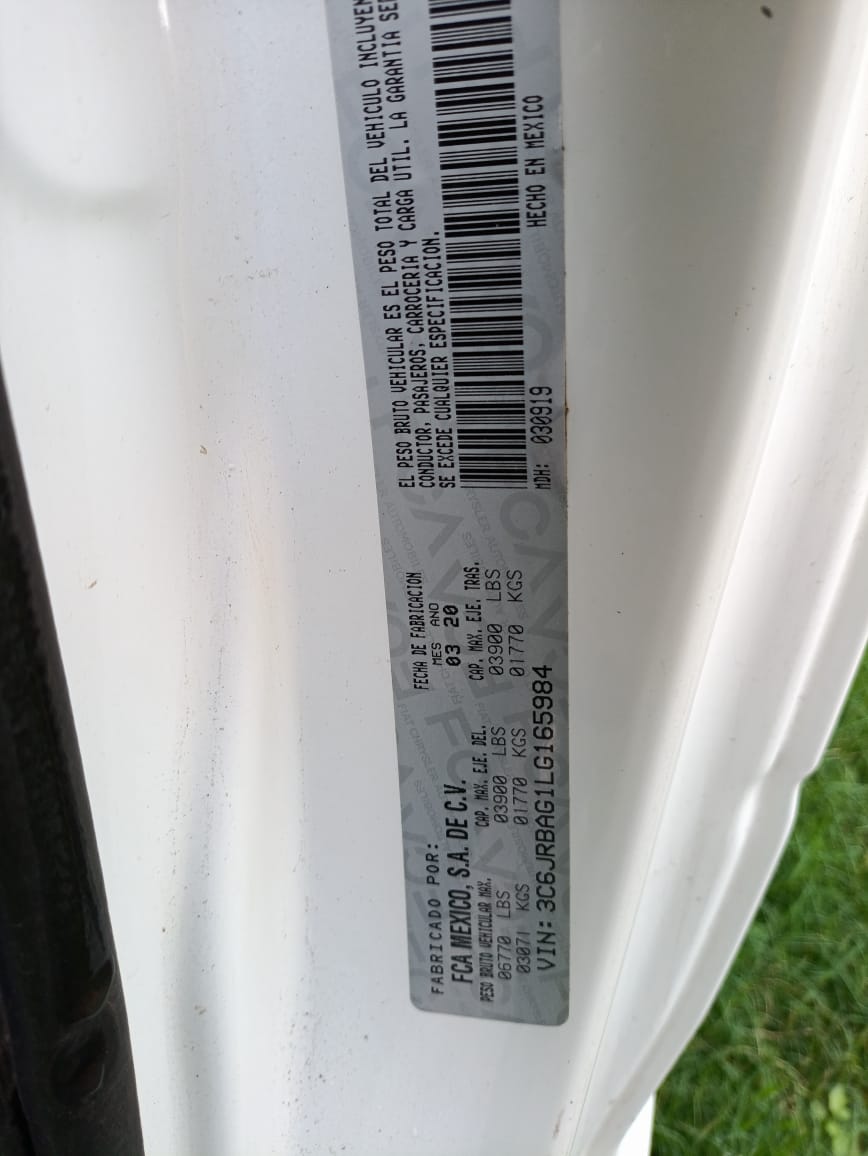 FABRICADO POR:
FCA MEXICO, S.A. DE C.V.
FECHA DE FABRICACION
MES ANO
03 20
PESO BRUTO VEHICULAR MAX.
06770 LBS
03071 KGS
CAP. MAX. EJE. DEL.
03900 LBS
01770 KGS
CAP. MAX. EJE. TRAS.
03900 LBS
01770 KGS
VIN: 3C6JRBAG1LG165984
EL PESO BRUTO VEHICULAR ES EL PESO TOTAL DEL VEHICULO INCLUYEN
CONDUCTOR, PASAJEROS, CARROCERIA Y CARGA UTIL. LA GARANTIA SE
SE EXCEDE CUALQUIER ESPECIFICACION.
MDH: 030919
HECHO EN MEXICO